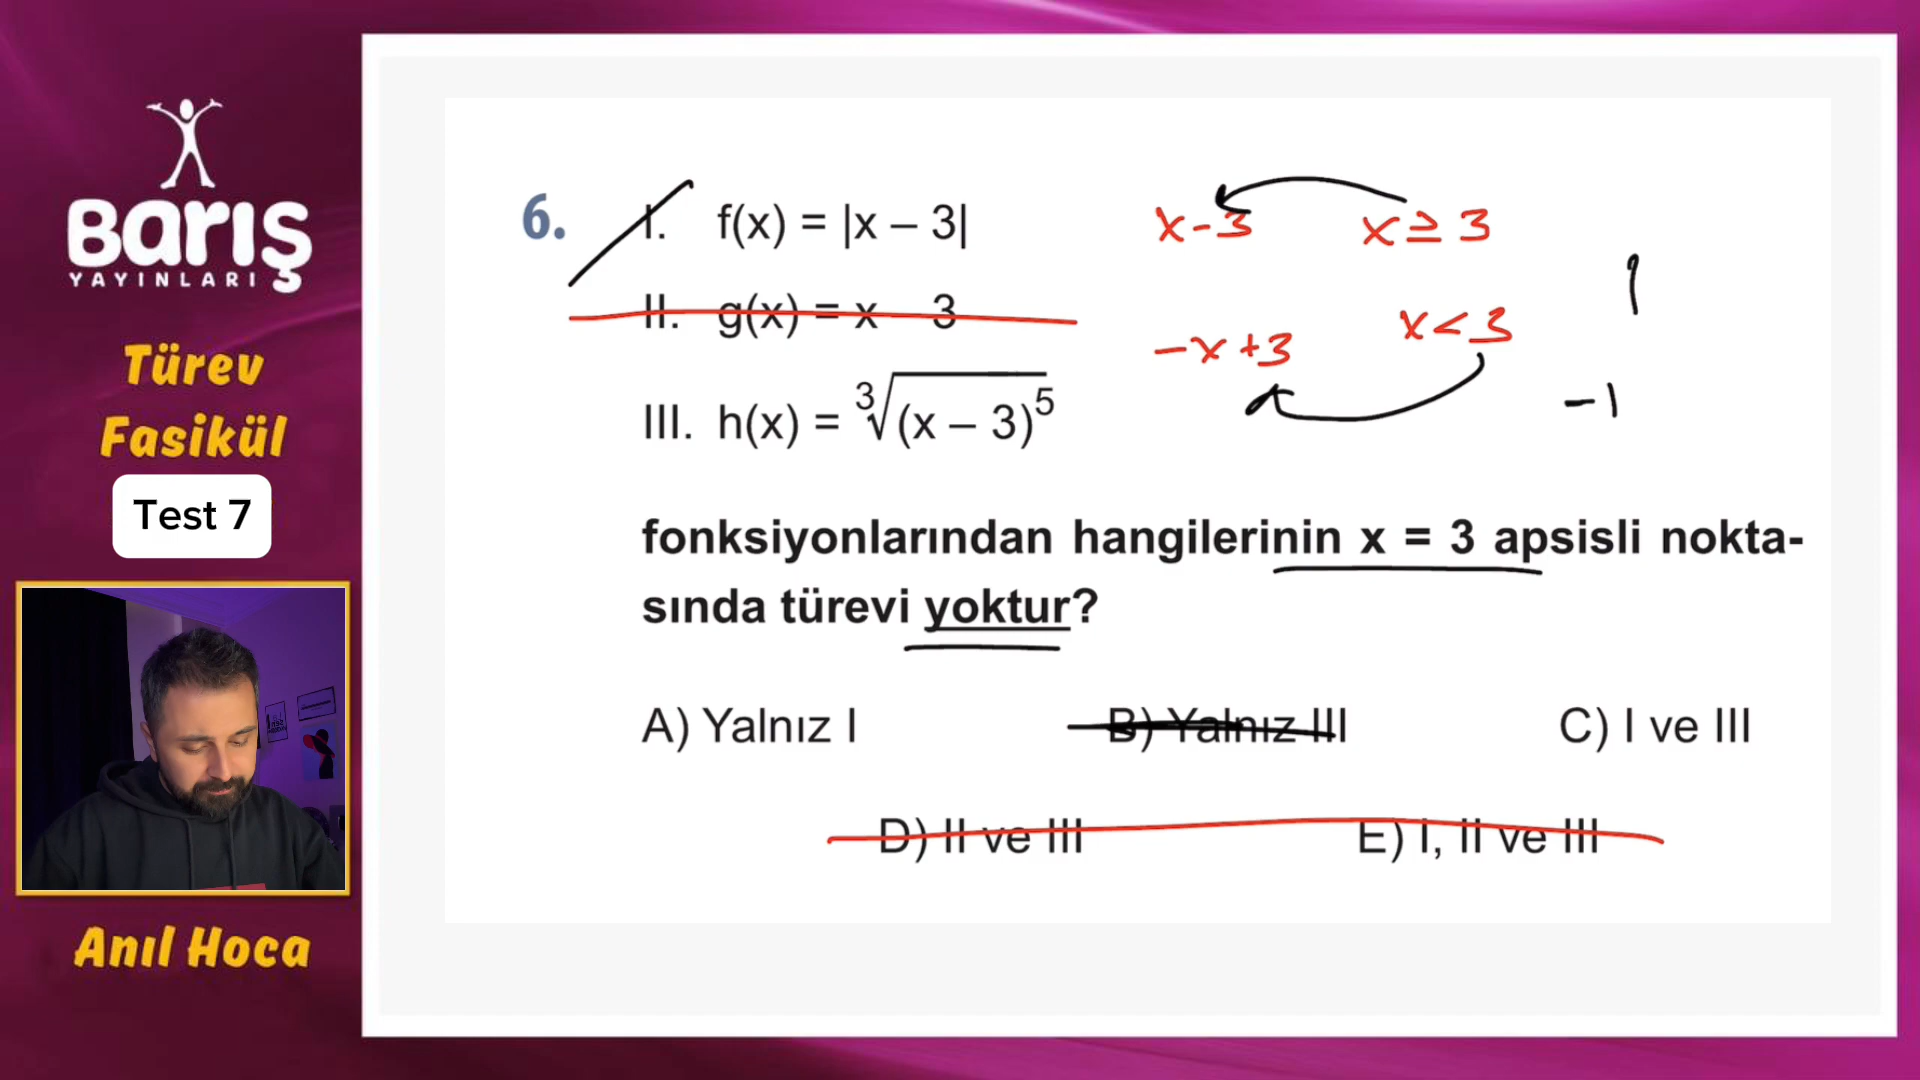 BARIŞ
YAYINLARI
Türev
Fasikül
Test 7
Anıl Hoca
6. I. f(x) = |x – 3|
x-3 x≥3
1
II. g(x) = x – 3
-x+3 x<3
-1
III. h(x) = ∛(x – 3)⁵
fonksiyonlarından hangilerinin x = 3 apsisli nokta-
sında türevi yoktur?
A) Yalnız I B) Yalnız III C) I ve III
D) II ve III E) I, II ve III